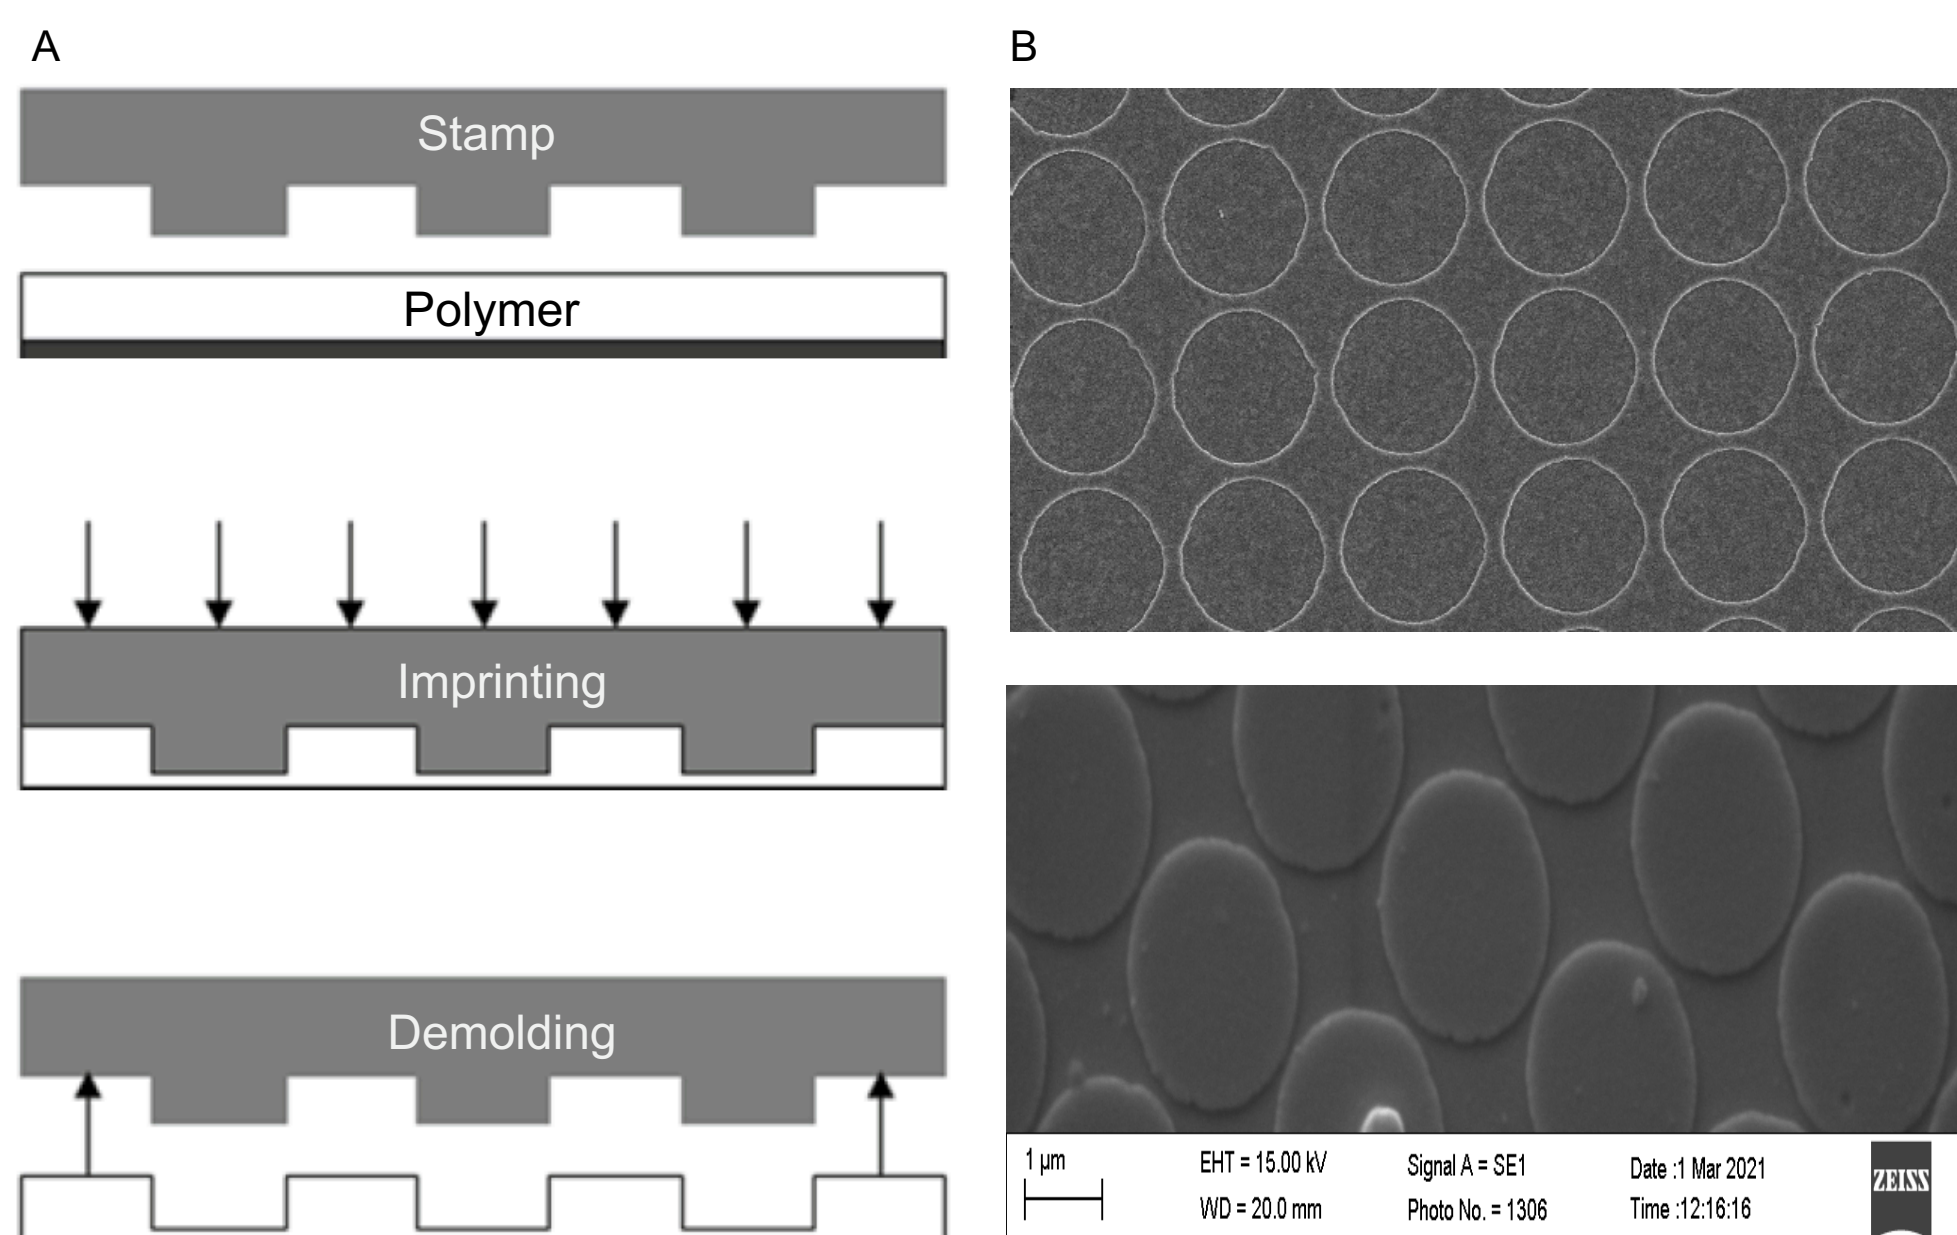 A
B
Stamp
Polymer
Imprinting
Demolding
1 µm
EHT = 15.00 kV
Signal A = SE1
Date :1 Mar 2021
WD = 20.0 mm
Photo No. = 1306
Time :12:16:16
ZEISS